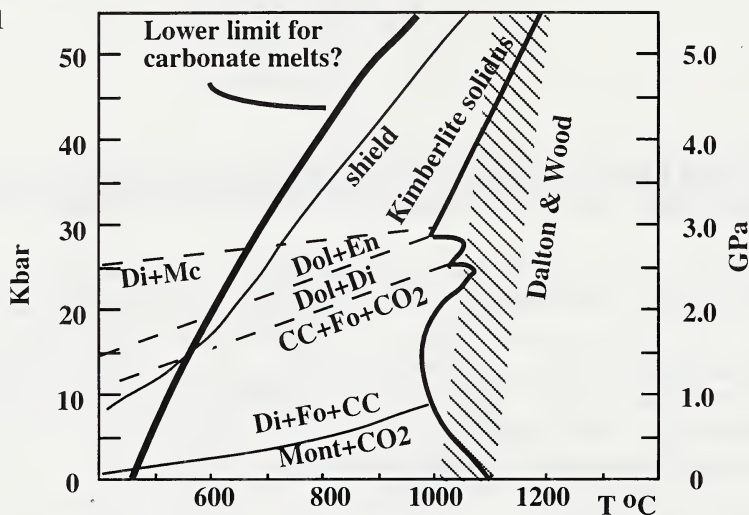 Lower limit for
carbonate melts?
Kbar
50
40
30
20
10
0
5.0
4.0
3.0
2.0
1.0
0
GPa
shield
Kimberlite solidus
Dalton & Wood
Di+Mc
Dol+En
Dol+Di
CC+Fo+CO2
Di+Fo+CC
Mont+CO2
600
800
1000
1200
T °C